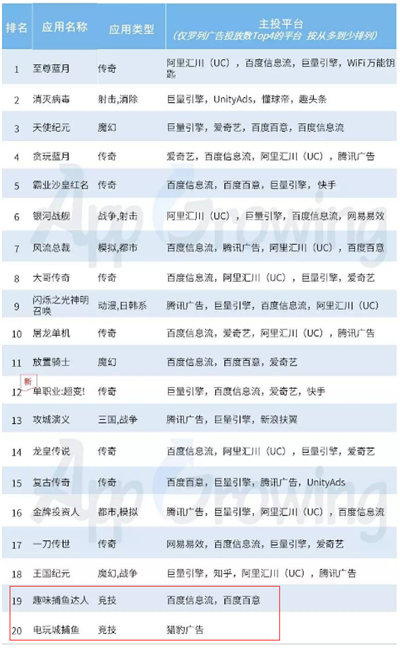 排名 应用名称 应用类型 主投平台
(仅罗列广告投放数Top4的平台 按从多到少排列)
1 至尊蓝月 传奇 阿里汇川（UC），百度信息流，巨量引擎，WiFi万能钥
匙
2 消灭病毒 射击,消除 巨量引擎，UnityAds，懂球帝，趣头条
3 天使纪元 魔幻 巨量引擎，爱奇艺，百度百意，百度信息流
4 贪玩蓝月 传奇 爱奇艺，百度信息流，阿里汇川（UC），腾讯广告
5 霸业沙皇红名 传奇 百度信息流，百度百意，巨量引擎，快手
6 银河战舰 战争,射击 阿里汇川（UC），巨量引擎，百度信息流，网易易效
7 风流总裁 模拟,都市 百度信息流，腾讯广告，阿里汇川（UC），百度百意
8 大哥传奇 传奇 百度信息流，阿里汇川（UC），巨量引擎，爱奇艺
9 闪烁之光神明
召唤 动漫,日韩系 腾讯广告，巨量引擎，百度信息流，阿里汇川（UC）
10 屠龙单机 传奇 百度信息流，爱奇艺，阿里汇川（UC），腾讯广告
11 放置骑士 魔幻 百度信息流，百度百意，爱奇艺
新
12 单职业:超变! 传奇 巨量引擎，百度信息流，爱奇艺，快手
13 攻城演义 三国,战争 腾讯广告，巨量引擎，新浪扶翼
14 龙皇传说 传奇 百度信息流，阿里汇川（UC），巨量引擎，爱奇艺
15 复古传奇 传奇 百度百意，巨量引擎，腾讯广告，UnityAds
16 金牌投资人 都市,模拟 腾讯广告，巨量引擎，阿里汇川（UC），百度信息流
17 一刀传世 传奇 网易易效，百度信息流，巨量引擎，爱奇艺
18 王国纪元 魔幻,战争 巨量引擎，知乎，阿里汇川（UC），腾讯广告
19 趣味捕鱼达人 竞技 百度信息流，百度百意
20 电玩城捕鱼 竞技 猎豹广告
App Growing
App Growing